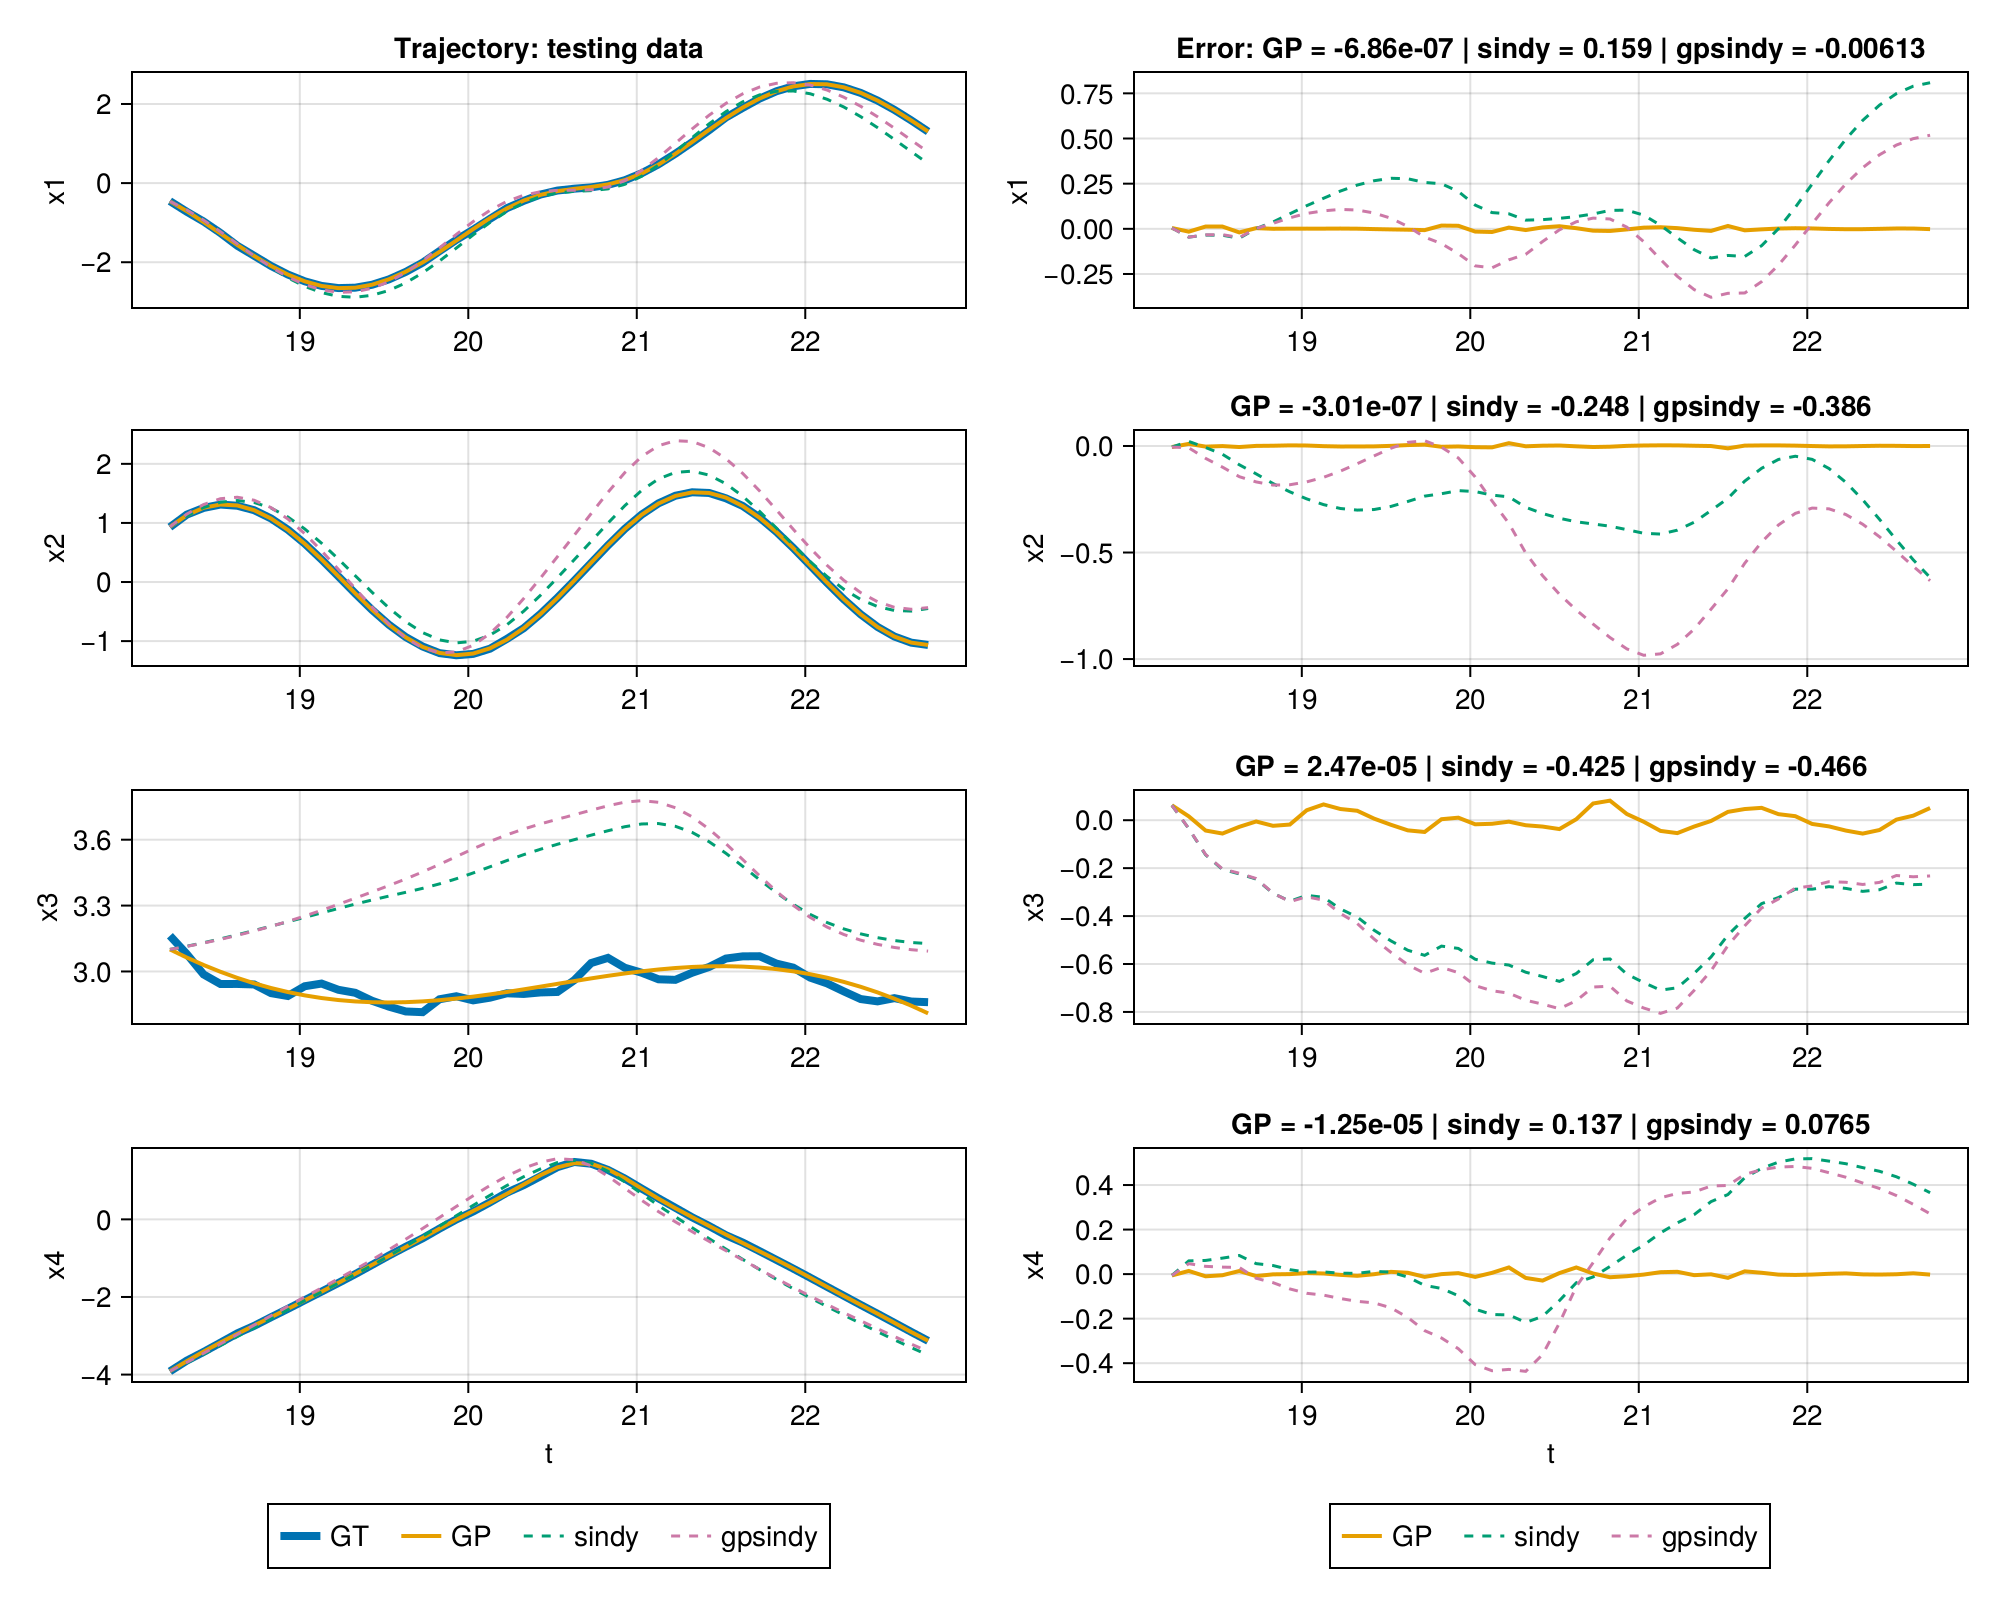 Trajectory: testing data
Error: GP = -6.86e-07 | sindy = 0.159 | gpsindy = -0.00613
x1
2
0
−2
19 20 21 22
x1
0.75
0.50
0.25
0.00
−0.25
19 20 21 22
GP = -3.01e-07 | sindy = -0.248 | gpsindy = -0.386
x2
2
1
0
−1
19 20 21 22
x2
0.0
−0.5
−1.0
19 20 21 22
GP = 2.47e-05 | sindy = -0.425 | gpsindy = -0.466
x3
3.6
3.3
3.0
19 20 21 22
x3
0.0
−0.2
−0.4
−0.6
−0.8
19 20 21 22
GP = -1.25e-05 | sindy = 0.137 | gpsindy = 0.0765
x4
0
−2
−4
19 20 21 22
t
x4
0.4
0.2
0.0
−0.2
−0.4
19 20 21 22
t
GT GP sindy gpsindy
GP sindy gpsindy